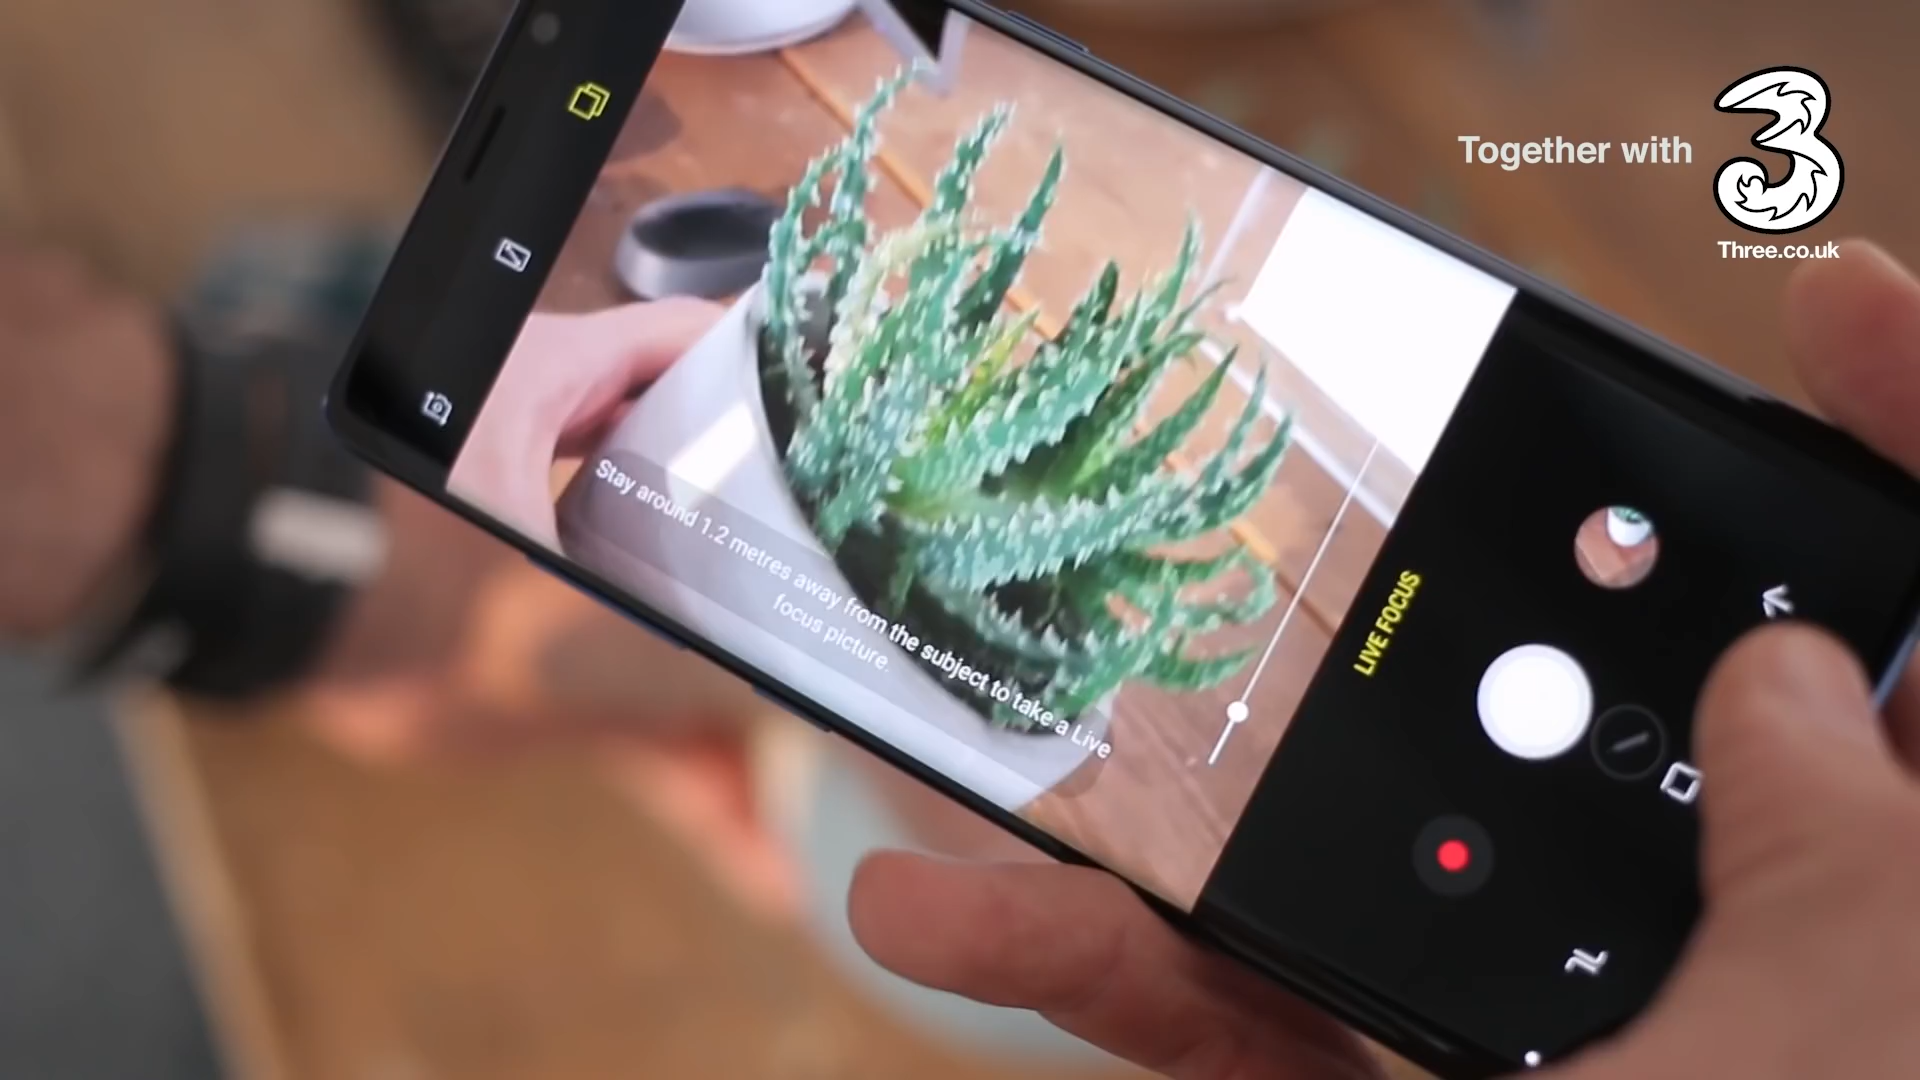 Together with
Three.co.uk
LIVE FOCUS
Stay around 1.2 metres away from the subject to take a Live
focus picture.